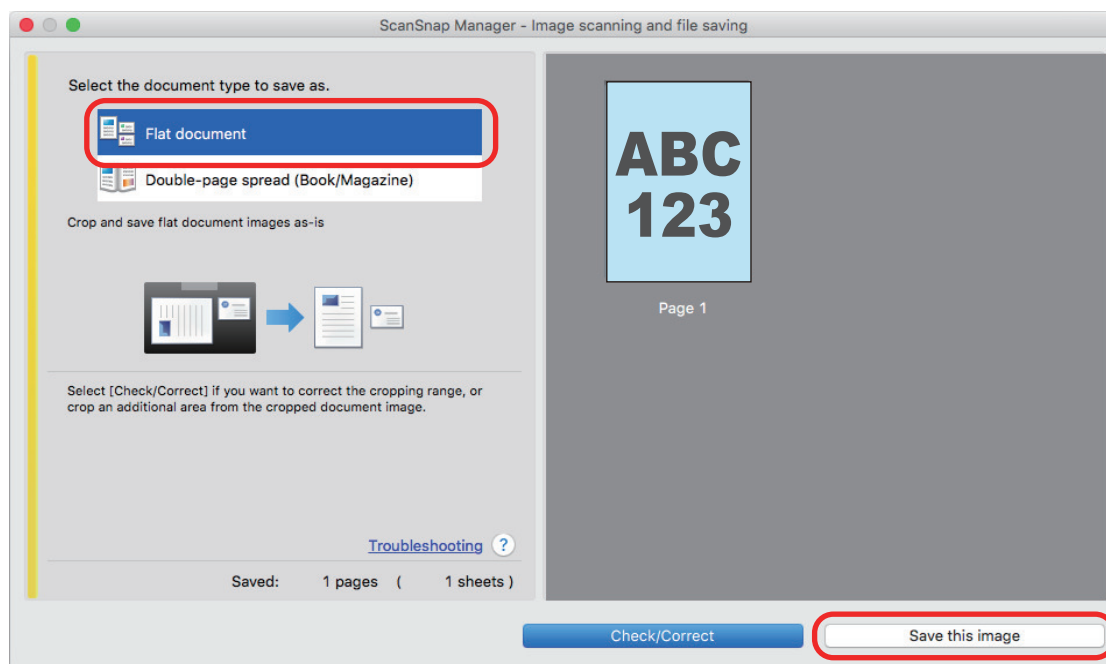 ScanSnap Manager - Image scanning and file saving
Select the document type to save as.
Flat document
Double-page spread (Book/Magazine)
Crop and save flat document images as-is
Select [Check/Correct] if you want to correct the cropping range, or
crop an additional area from the cropped document image.
Troubleshooting ?
Saved: 1 pages ( 1 sheets )
ABC
123
Page 1
Check/Correct
Save this image